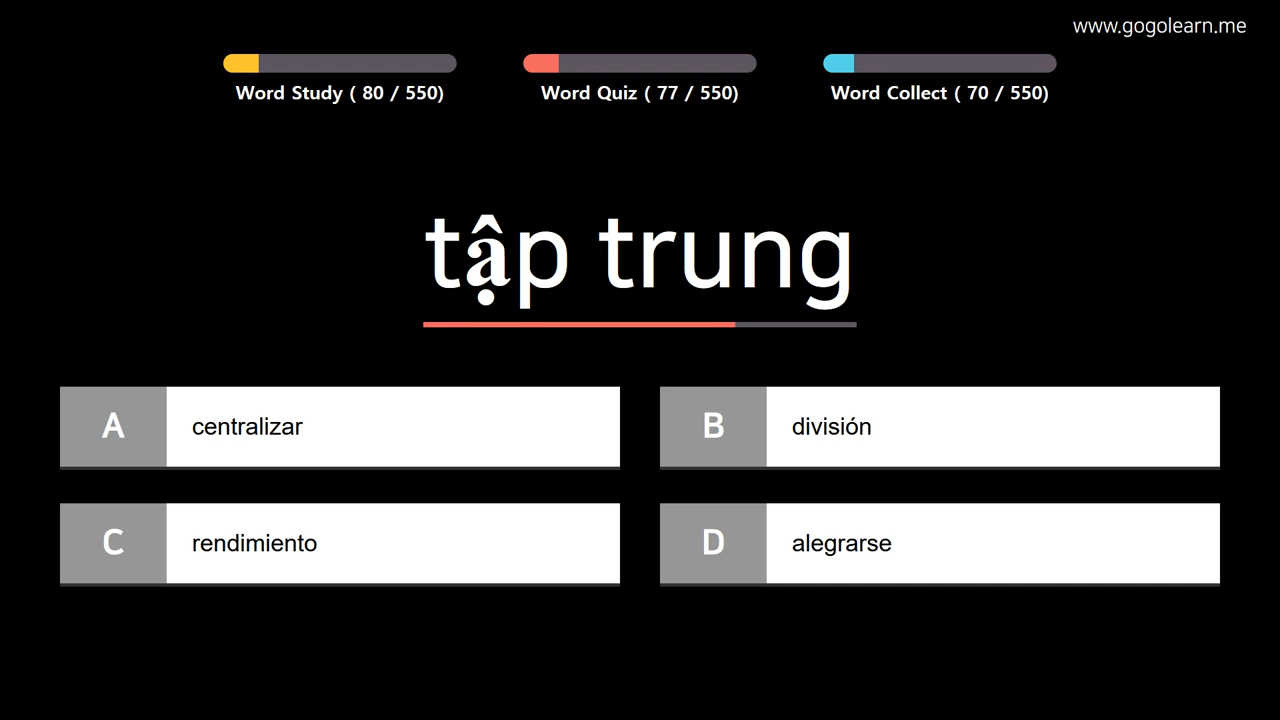 www.gogolearn.me
Word Study ( 80 / 550)
Word Quiz ( 77 / 550)
Word Collect ( 70 / 550)
tập trung
A centralizar
B división
C rendimiento
D alegrarse